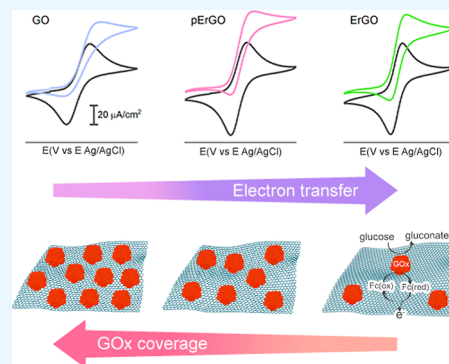 GO pErGO ErGO
20 µA/cm²
E(V vs E Ag/AgCl) E(V vs E Ag/AgCl) E(V vs E Ag/AgCl)
Electron transfer
glucose gluconate
GOx
Fc(ox) Fc(red)
e⁻
GOx coverage